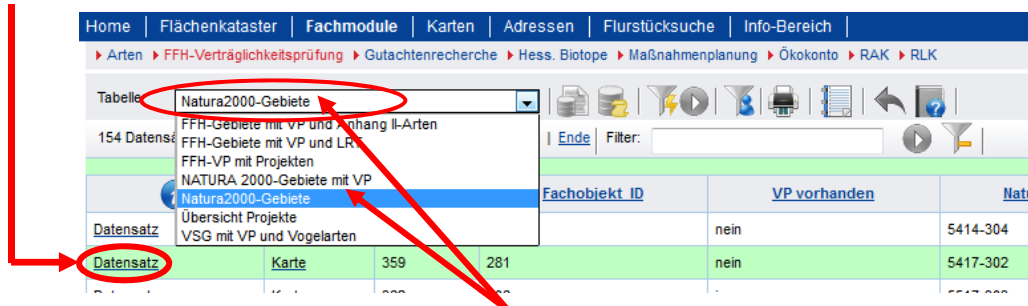 Home | Flächenkataster | Fachmodule | Karten | Adressen | Flurstücksuche | Info-Bereich |
Arten FFH-Verträglichkeitsprüfung Gutachtenrecherche Hess. Biotope Maßnahmenplanung Ökokonto RAK RLK
Tabelle Natura2000-Gebiete
FFH-Gebiete mit VP und Anhang II-Arten
154 Datensä | Ende Filter:
FFH-Gebiete mit VP und LRT
FFH-VP mit Projekten
NATURA 2000-Gebiete mit VP
Natura2000-Gebiete
Übersicht Projekte
VSG mit VP und Vogelarten
Fachobjekt_ID VP vorhanden Natu
Datensatz nein 5414-304
Datensatz Karte 359 281 nein 5417-302